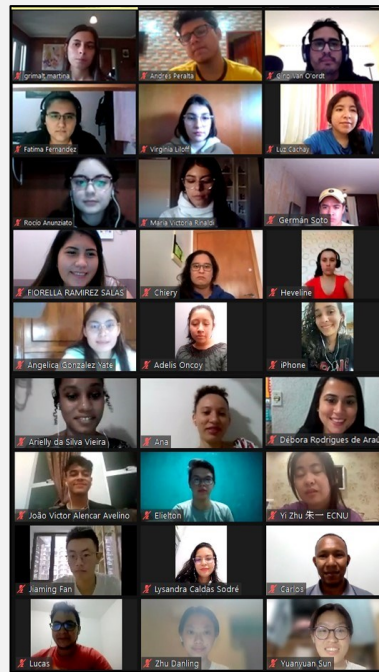 grimalt.martina
Andres Peralta
Qing Van O'ordt
Fatima Fernandez
Virginia Liloff
Luz Cachay
Rocío Anunziato
Maria Victoria Rinaldi
Germán Soto
FIORELLA RAMIREZ SALAS
Chiery
Heveline
Angelica Gonzalez Yate
Adelis Oncoy
iPhone
Arielly da Silva Vieira
Ana
Débora Rodrigues de Araú
João Victor Alencar Avelino
Elielton
Yi Zhu 朱一 ECNU
Jiaming Fan
Lysandra Caldas Sodré
Carlos
Lucas
Zhu Danling
Yuanyuan Sun